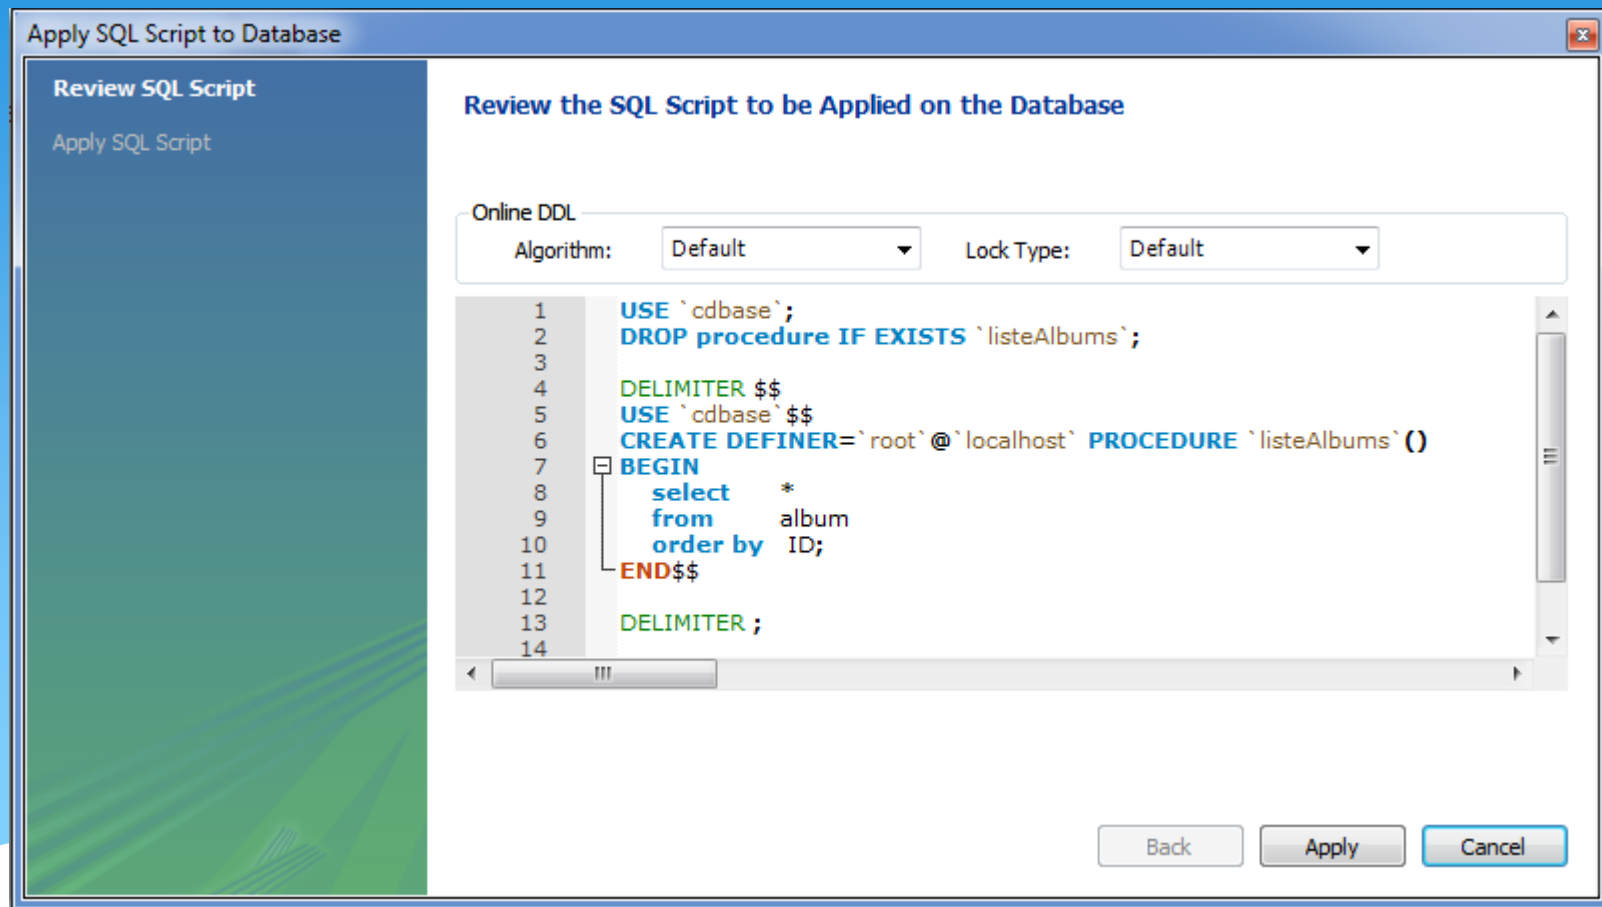 Apply SQL Script to Database
Review SQL Script
Apply SQL Script
Review the SQL Script to be Applied on the Database
Online DDL
Algorithm: Default Lock Type: Default
1 USE `cdbase`;
2 DROP procedure IF EXISTS `listeAlbums`;
3
4 DELIMITER $$
5 USE `cdbase`$$
6 CREATE DEFINER=`root`@`localhost` PROCEDURE `listeAlbums`()
7 BEGIN
8 select *
9 from album
10 order by ID;
11 END$$
12
13 DELIMITER ;
14
Back Apply Cancel